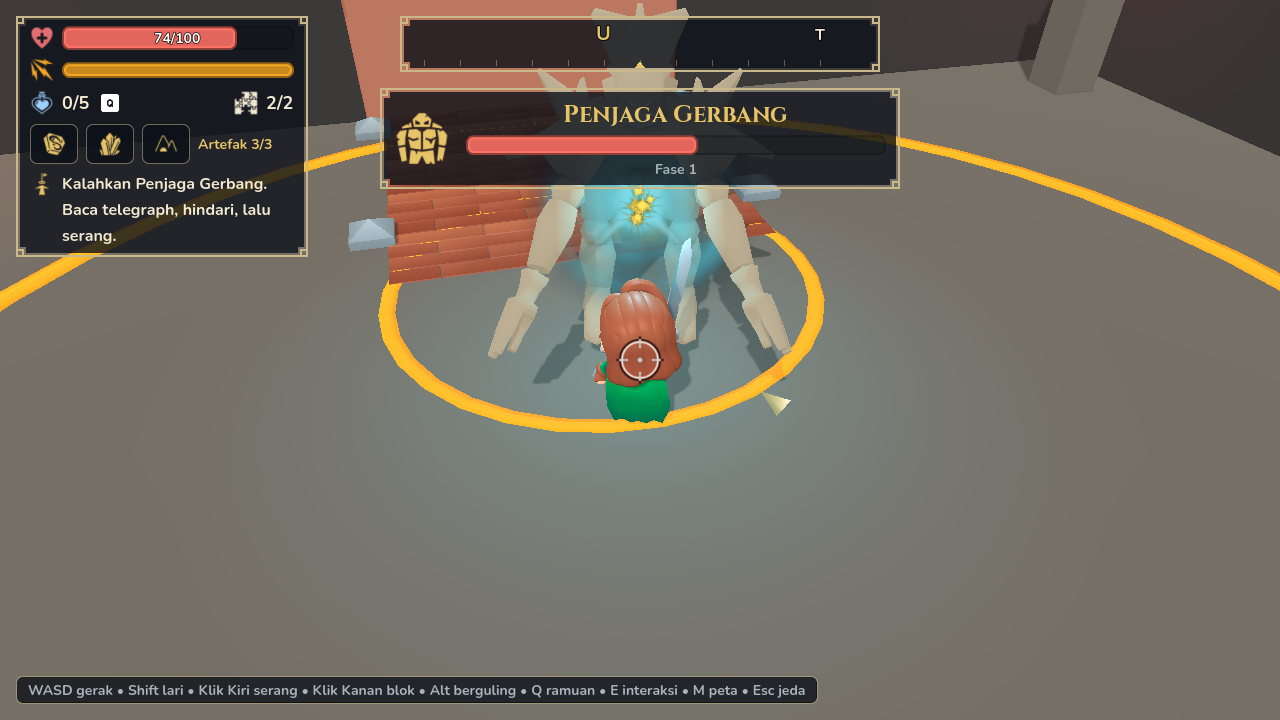 74/100
0/5 Q 2/2
Artefak 3/3
Kalahkan Penjaga Gerbang.
Baca telegraph, hindari, lalu
serang.
U T
Penjaga Gerbang
Fase 1
WASD gerak • Shift lari • Klik Kiri serang • Klik Kanan blok • Alt berguling • Q ramuan • E interaksi • M peta • Esc jeda